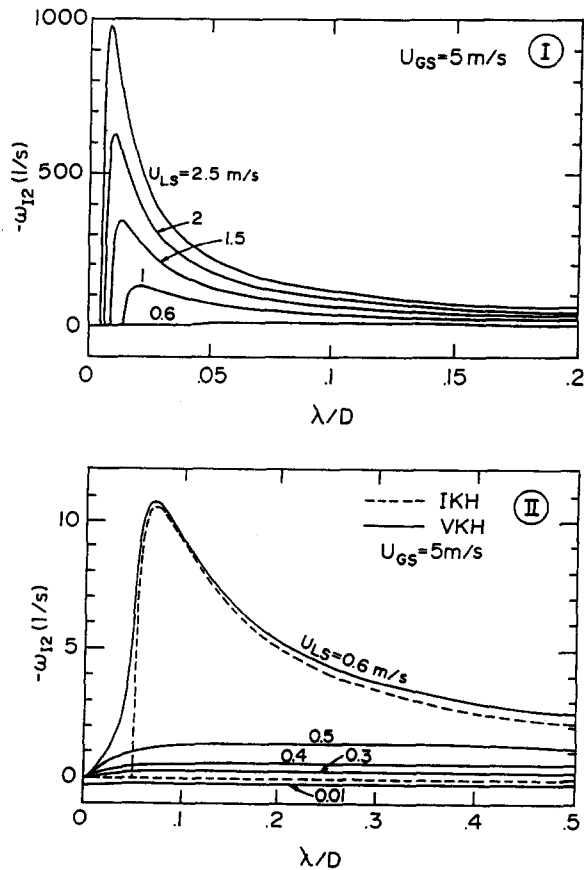 1000
U_GS = 5 m/s
I
-ω_I2 (1/s)
500
U_LS = 2.5 m/s
2
1.5
1
0.6
0
0 .05 .1 .15 .2
λ/D
10
--- IKH
— VKH
II
U_GS = 5m/s
-ω_I2 (1/s)
5
U_LS = 0.6 m/s
0.5
0.4 0.3
0
0.01
0 .1 .2 .3 .4 .5
λ/D